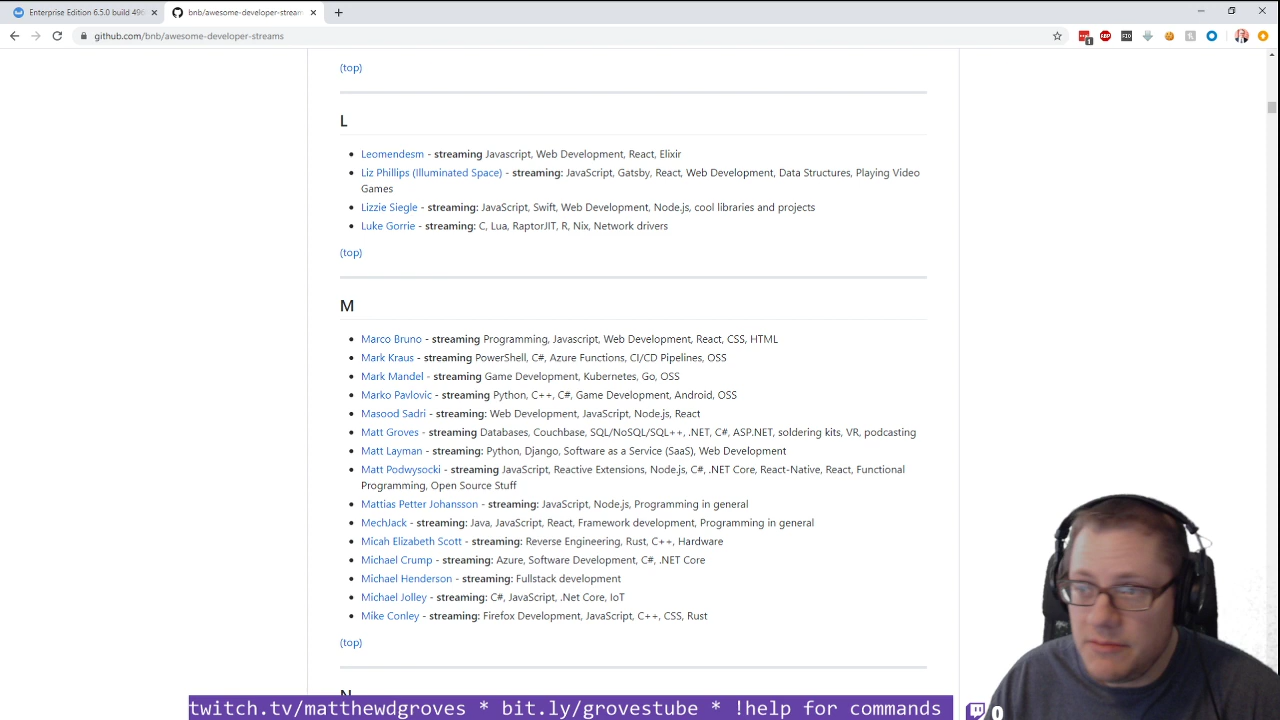 Enterprise Edition 6.5.0 build 496
bnb/awesome-developer-stream
github.com/bnb/awesome-developer-streams
(top)
L
Leomendesm - streaming Javascript, Web Development, React, Elixir
Liz Phillips (Illuminated Space) - streaming: JavaScript, Gatsby, React, Web Development, Data Structures, Playing Video
Games
Lizzie Siegle - streaming: JavaScript, Swift, Web Development, Node.js, cool libraries and projects
Luke Gorrie - streaming: C, Lua, RaptorJIT, R, Nix, Network drivers
(top)
M
Marco Bruno - streaming Programming, Javascript, Web Development, React, CSS, HTML
Mark Kraus - streaming PowerShell, C#, Azure Functions, CI/CD Pipelines, OSS
Mark Mandel - streaming Game Development, Kubernetes, Go, OSS
Marko Pavlovic - streaming Python, C++, C#, Game Development, Android, OSS
Masood Sadri - streaming: Web Development, JavaScript, Node.js, React
Matt Groves - streaming Databases, Couchbase, SQL/NoSQL/SQL++, .NET, C#, ASP.NET, soldering kits, VR, podcasting
Matt Layman - streaming: Python, Django, Software as a Service (SaaS), Web Development
Matt Podwysocki - streaming JavaScript, Reactive Extensions, Node.js, C#, .NET Core, React-Native, React, Functional
Programming, Open Source Stuff
Mattias Petter Johansson - streaming: JavaScript, Node.js, Programming in general
MechJack - streaming: Java, JavaScript, React, Framework development, Programming in general
Micah Elizabeth Scott - streaming: Reverse Engineering, Rust, C++, Hardware
Michael Crump - streaming: Azure, Software Development, C#, .NET Core
Michael Henderson - streaming: Fullstack development
Michael Jolley - streaming: C#, JavaScript, .Net Core, IoT
Mike Conley - streaming: Firefox Development, JavaScript, C++, CSS, Rust
(top)
N
twitch.tv/matthewdgroves * bit.ly/grovestube * !help for commands
0